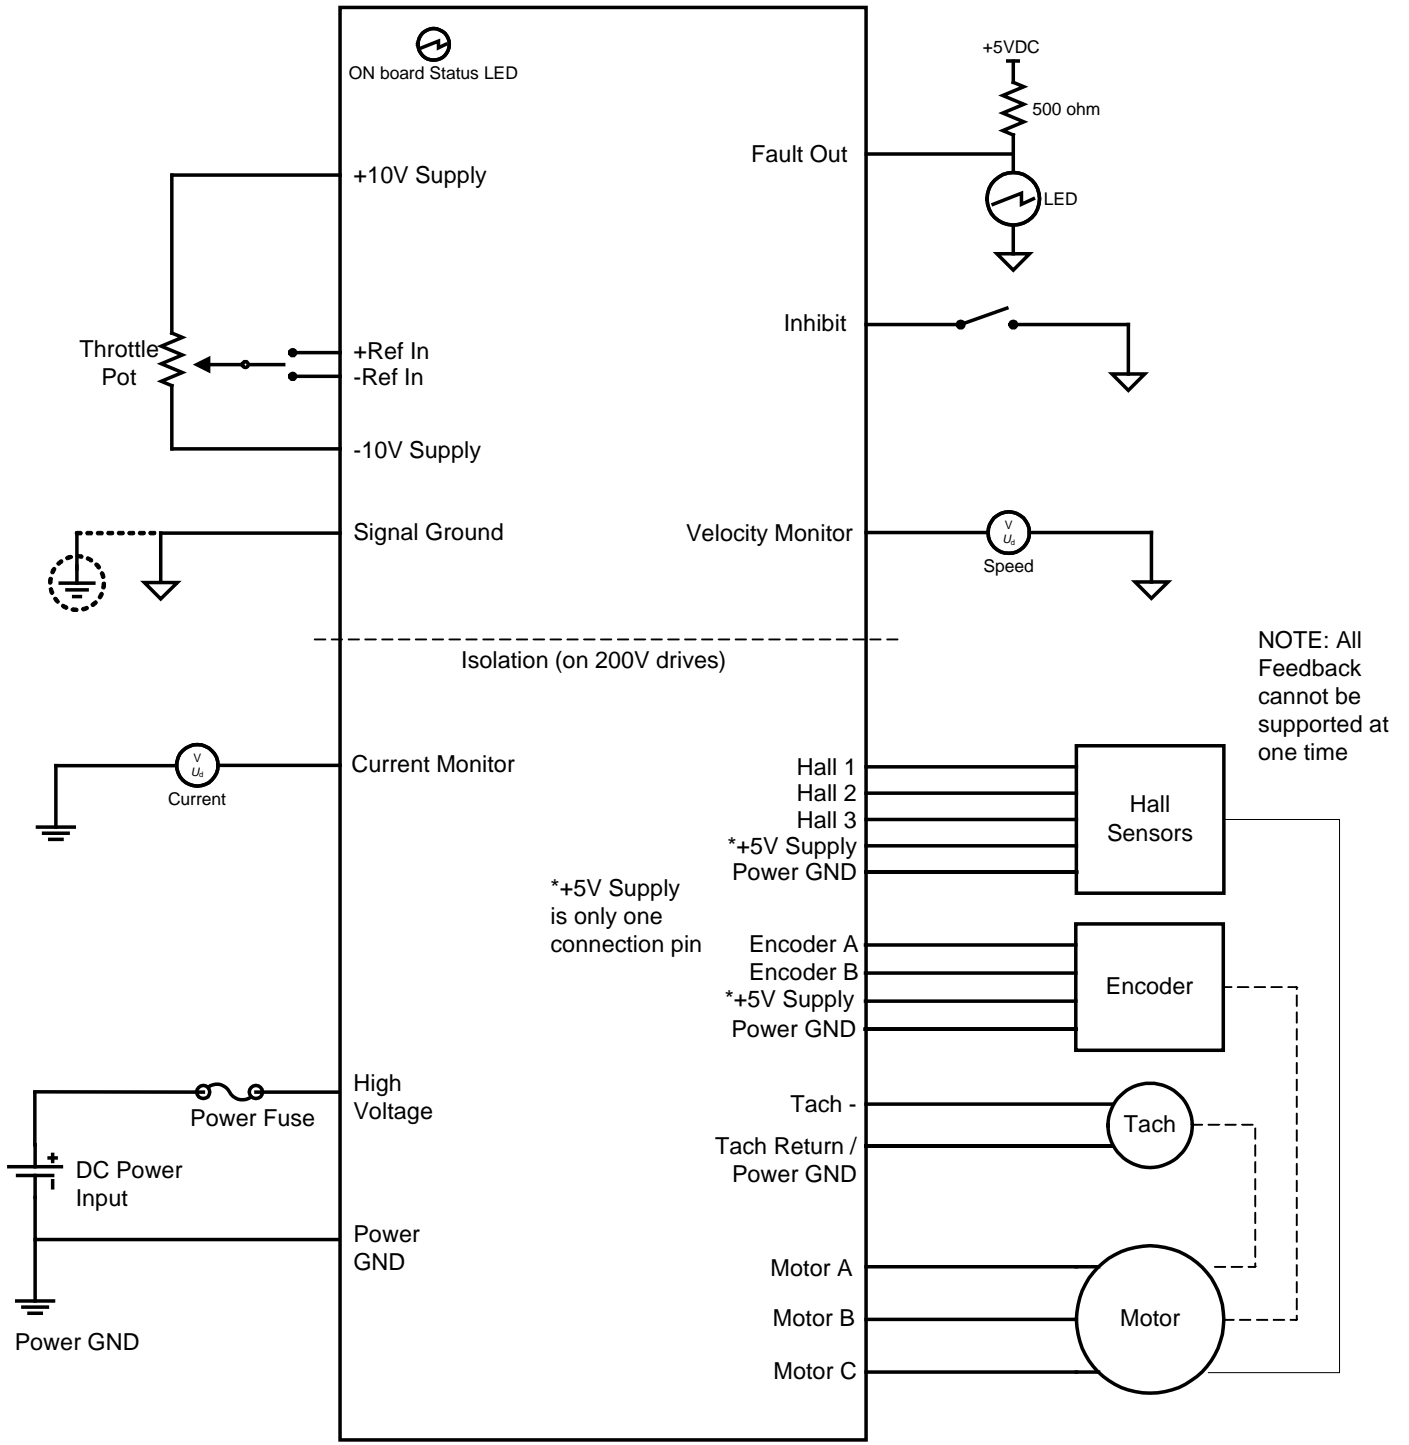 ON board Status LED
+5VDC
500 ohm
Fault Out
+10V Supply
LED
Inhibit
Throttle
Pot
+Ref In
-Ref In
-10V Supply
Signal Ground
Velocity Monitor
V
Ud
Speed
Isolation (on 200V drives)
NOTE: All
Feedback
cannot be
supported at
one time
V
Ud
Current
Current Monitor
Hall 1
Hall 2
Hall 3
*+5V Supply
Power GND
Hall
Sensors
*+5V Supply
is only one
connection pin
Encoder A
Encoder B
*+5V Supply
Power GND
Encoder
High
Voltage
Power Fuse
Tach -
Tach Return /
Power GND
Tach
+
-
DC Power
Input
Power
GND
Power GND
Motor A
Motor B
Motor C
Motor